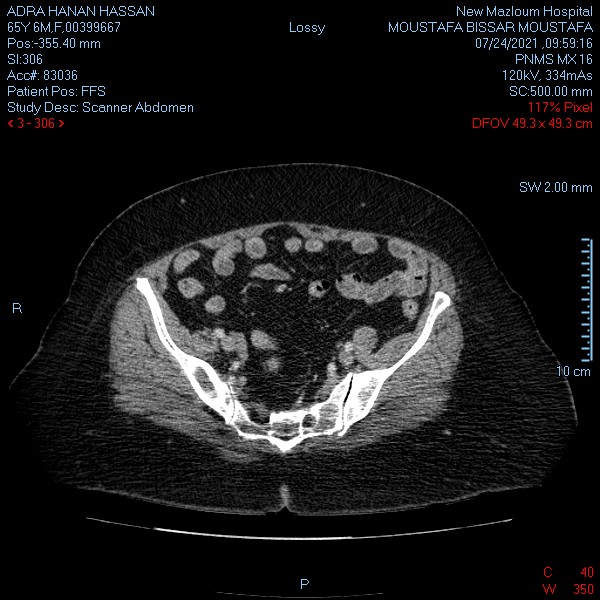 ADRA HANAN HASSAN
65Y 6M,F,00399667
Pos:-355.40 mm
SI:306
Acc#: 83036
Patient Pos: FFS
Study Desc: Scanner Abdomen
< 3 - 306 >
Lossy
New Mazloum Hospital
MOUSTAFA BISSAR MOUSTAFA
07/24/2021 ,09:59:16
PNMS MX 16
120kV, 334mAs
SC:500.00 mm
117% Pixel
DFOV 49.3 x 49.3 cm
SW 2.00 mm
R
10 cm
P
C 40
W 350